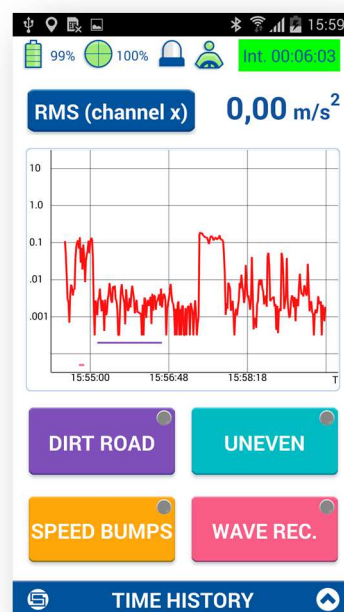 15:59
99%
100%
Int. 00:06:03
RMS (channel x)
0,00 m/s2
10
1.0
0.1
.01
.001
15:55:00
15:56:48
15:58:18
T
DIRT ROAD
UNEVEN
SPEED BUMPS
WAVE REC.
TIME HISTORY